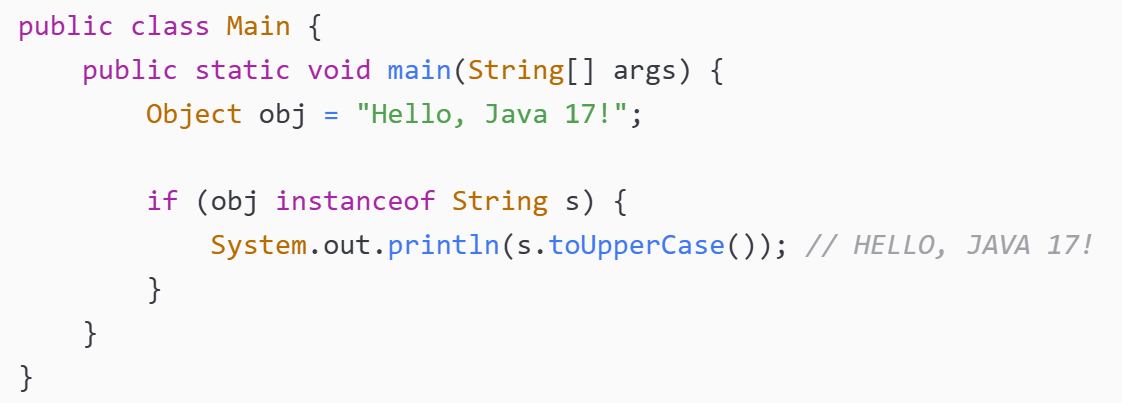 public class Main {
    public static void main(String[] args) {
        Object obj = "Hello, Java 17!";

        if (obj instanceof String s) {
            System.out.println(s.toUpperCase()); // HELLO, JAVA 17!
        }
    }
}